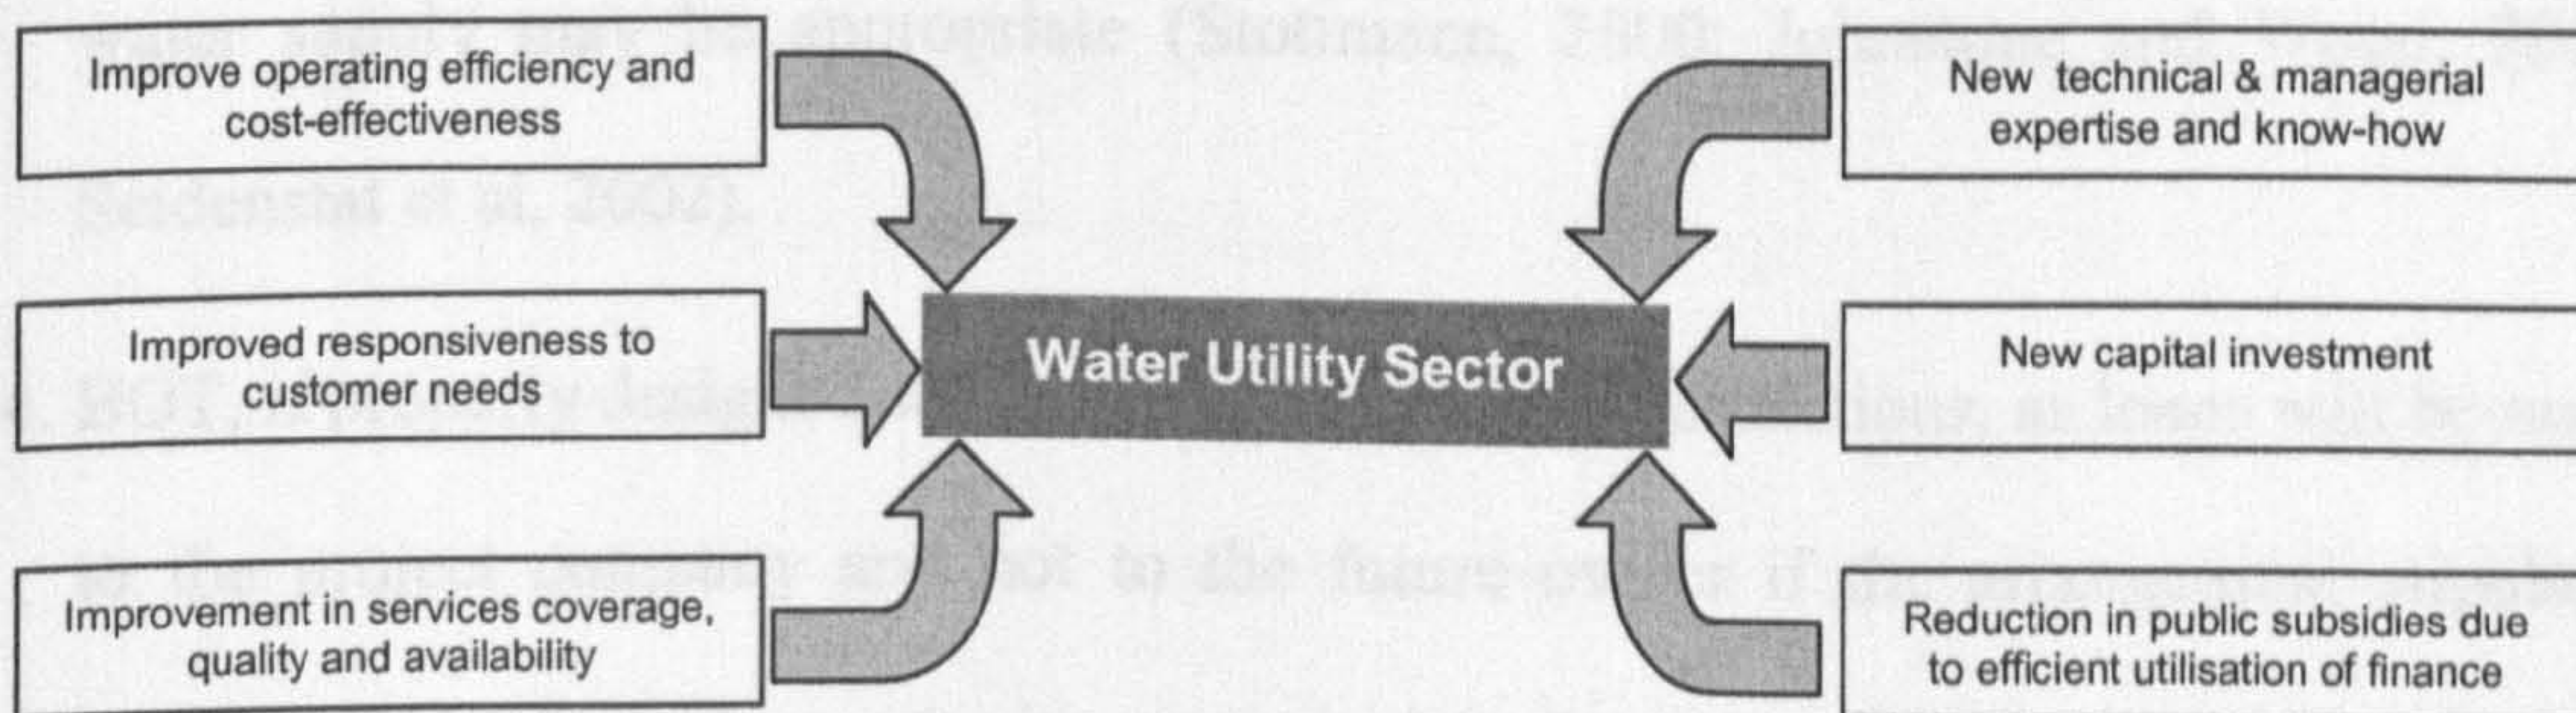 Improve operating efficiency and
cost-effectiveness
Improved responsiveness to
customer needs
Improvement in services coverage,
quality and availability
Water Utility Sector
New technical & managerial
expertise and know-how
New capital investment
Reduction in public subsidies due
to efficient utilisation of finance